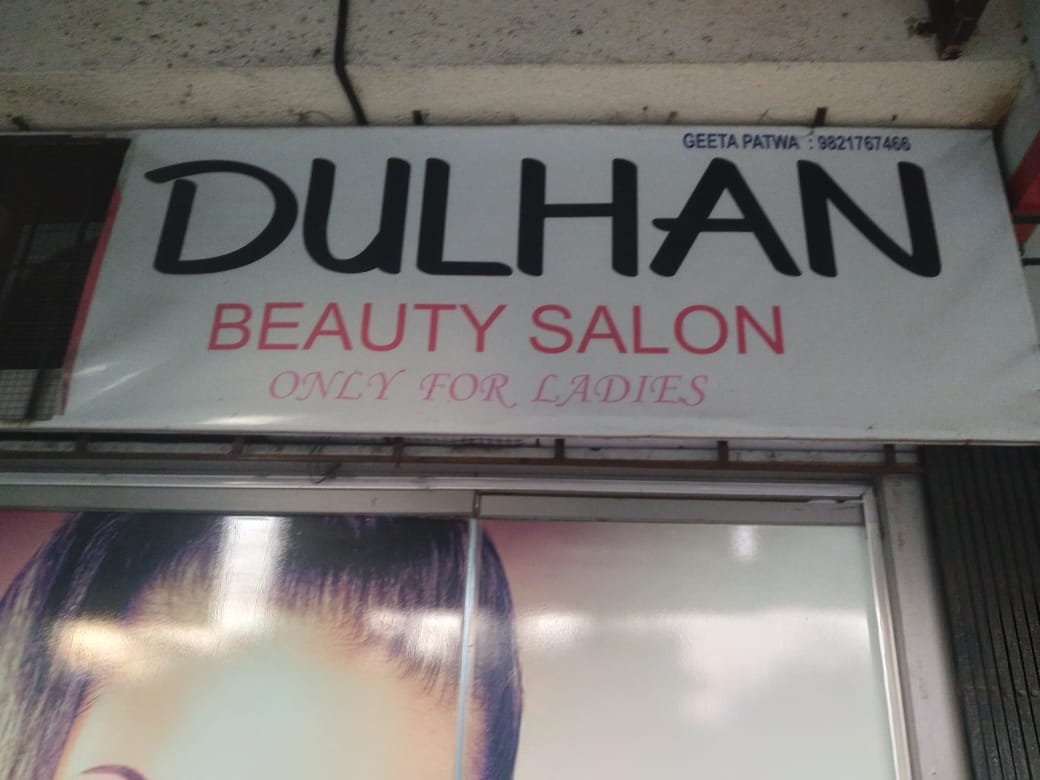 GEETA PATWA : 9821767466
DULHAN
BEAUTY SALON
ONLY FOR LADIES